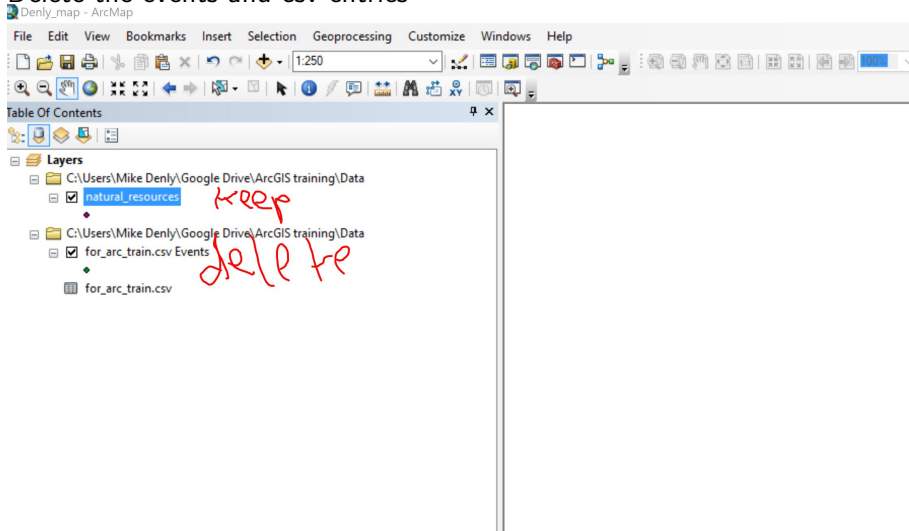 Delete the events and csv entries
Denly_map - ArcMap
File Edit View Bookmarks Insert Selection Geoprocessing Customize Windows Help
1:250
100%
Table Of Contents
Layers
C:\Users\Mike Denly\Google Drive\ArcGIS training\Data
natural_resources keep
C:\Users\Mike Denly\Google Drive\ArcGIS training\Data
for_arc_train.csv Events delete
for_arc_train.csv